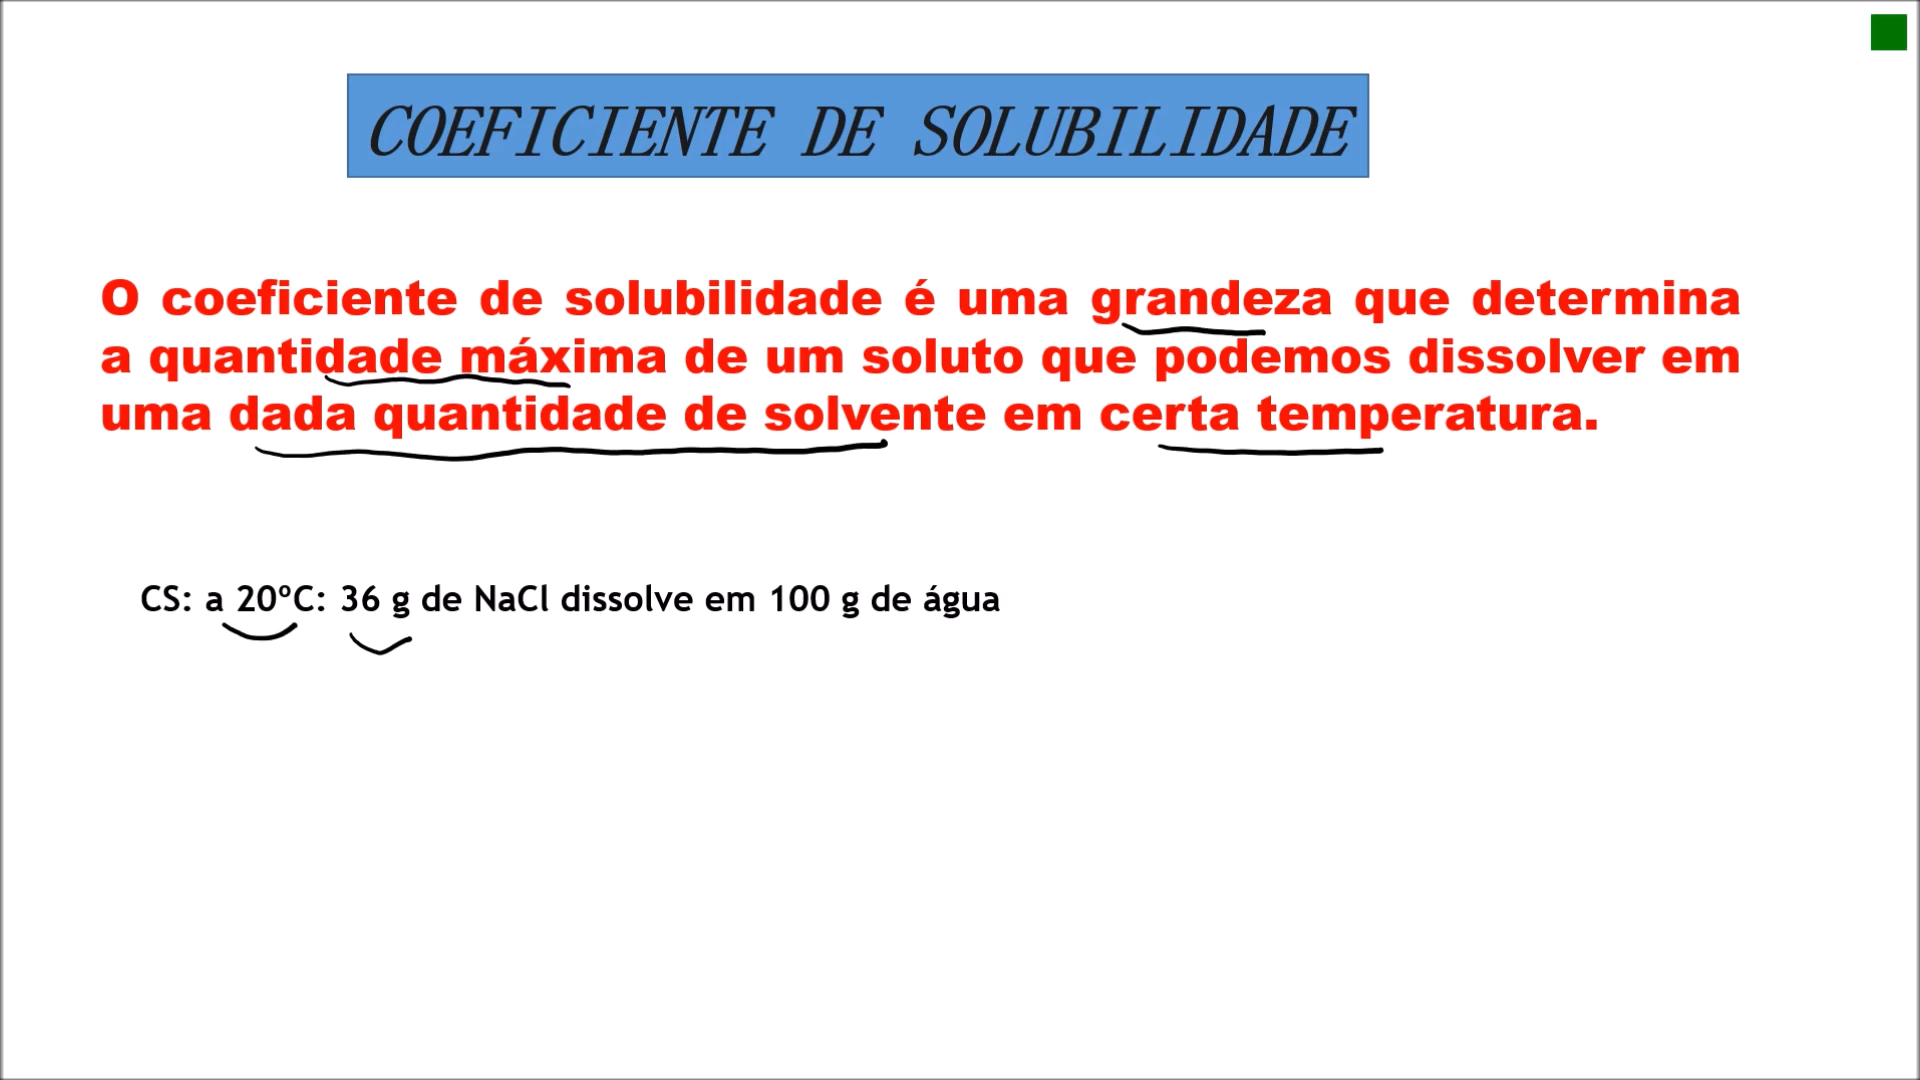 COEFICIENTE DE SOLUBILIDADE
O coeficiente de solubilidade é uma grandeza que determina
a quantidade máxima de um soluto que podemos dissolver em
uma dada quantidade de solvente em certa temperatura.
CS: a 20ºC: 36 g de NaCl dissolve em 100 g de água